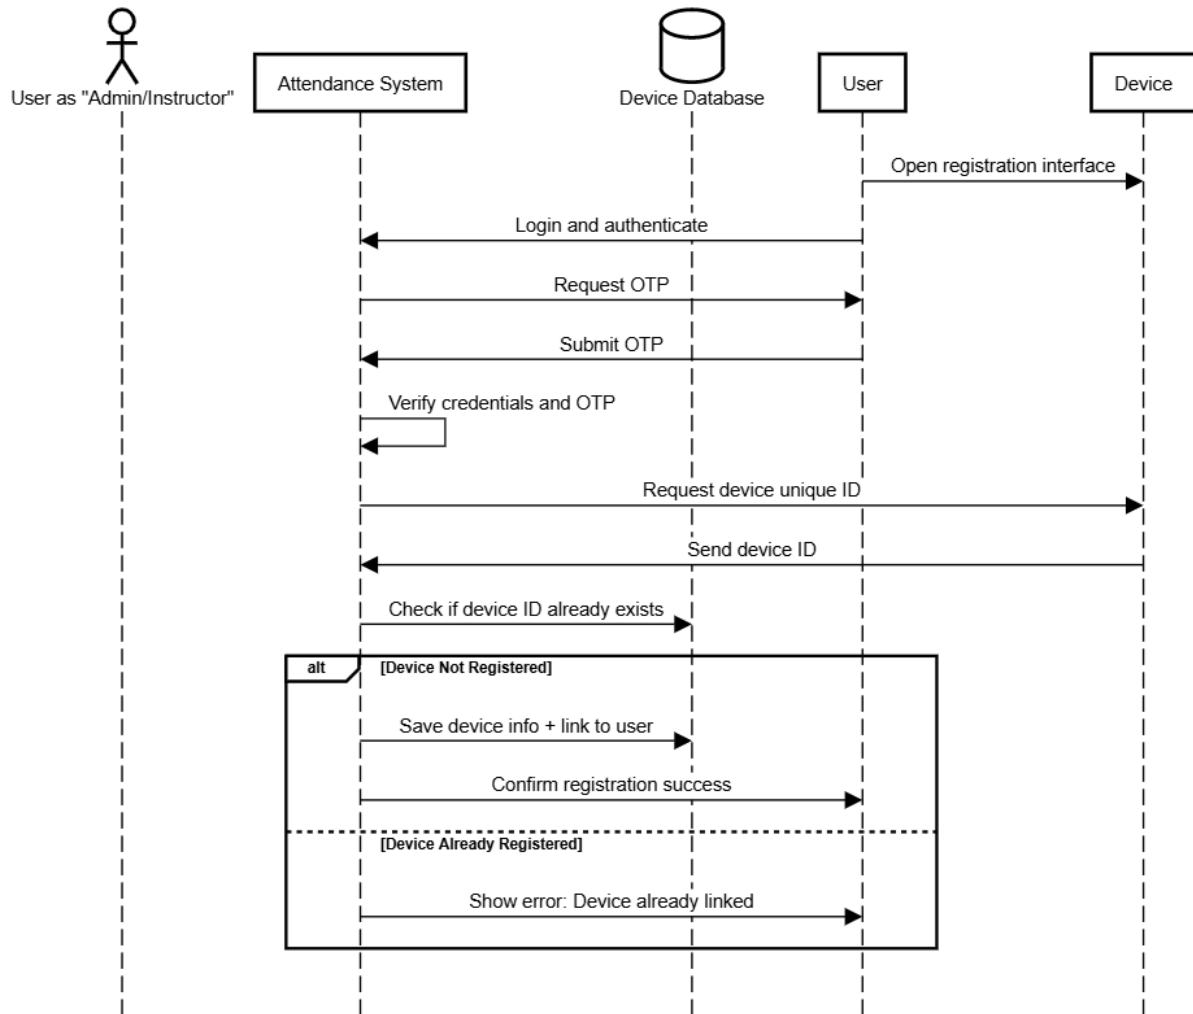 User as "Admin/Instructor"
Attendance System
Device Database
User
Device
Open registration interface
Login and authenticate
Request OTP
Submit OTP
Verify credentials and OTP
Request device unique ID
Send device ID
Check if device ID already exists
alt
[Device Not Registered]
Save device info + link to user
Confirm registration success
[Device Already Registered]
Show error: Device already linked